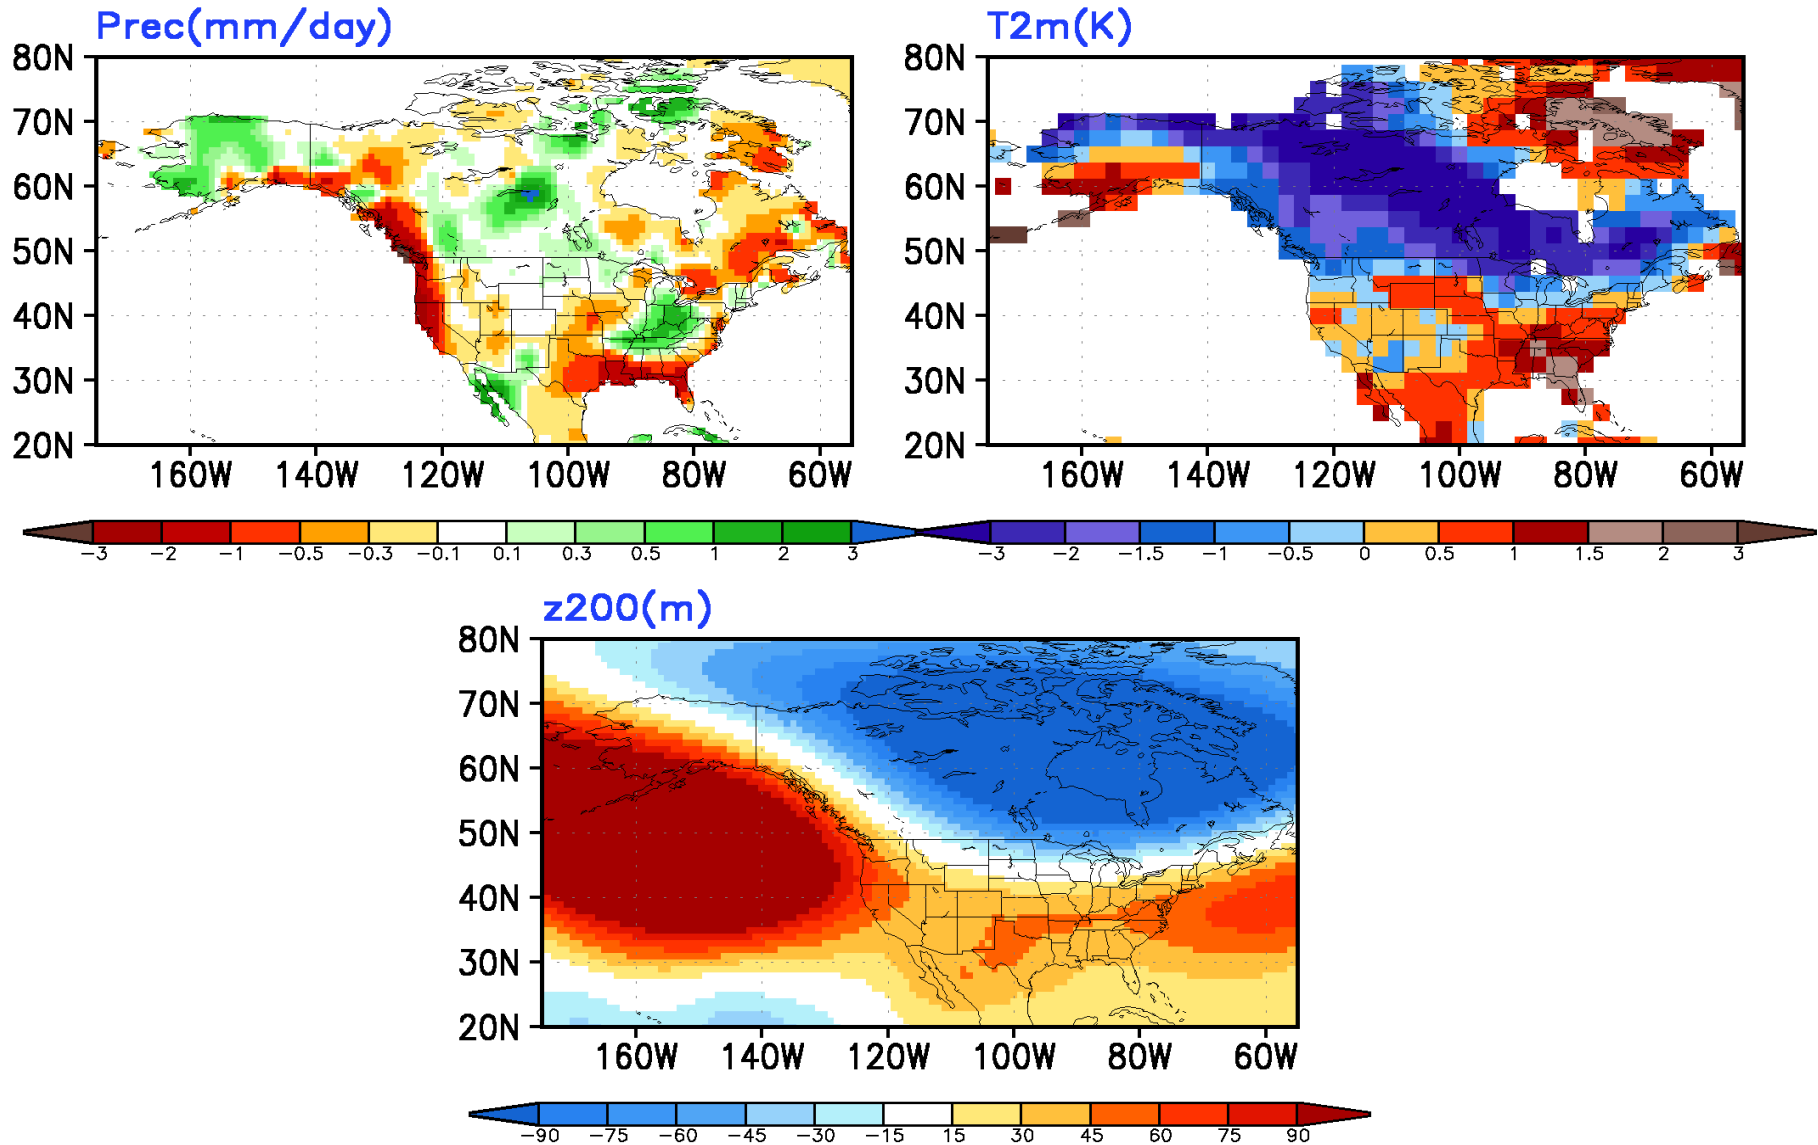 Prec(mm/day)
80N
70N
60N
50N
40N
30N
20N
160W 140W 120W 100W 80W 60W
-3 -2 -1 -0.5 -0.3 -0.1 0.1 0.3 0.5 1 2 3
T2m(K)
80N
70N
60N
50N
40N
30N
20N
160W 140W 120W 100W 80W 60W
-3 -2 -1.5 -1 -0.5 0 0.5 1 1.5 2 3
z200(m)
80N
70N
60N
50N
40N
30N
20N
160W 140W 120W 100W 80W 60W
-90 -75 -60 -45 -30 -15 15 30 45 60 75 90